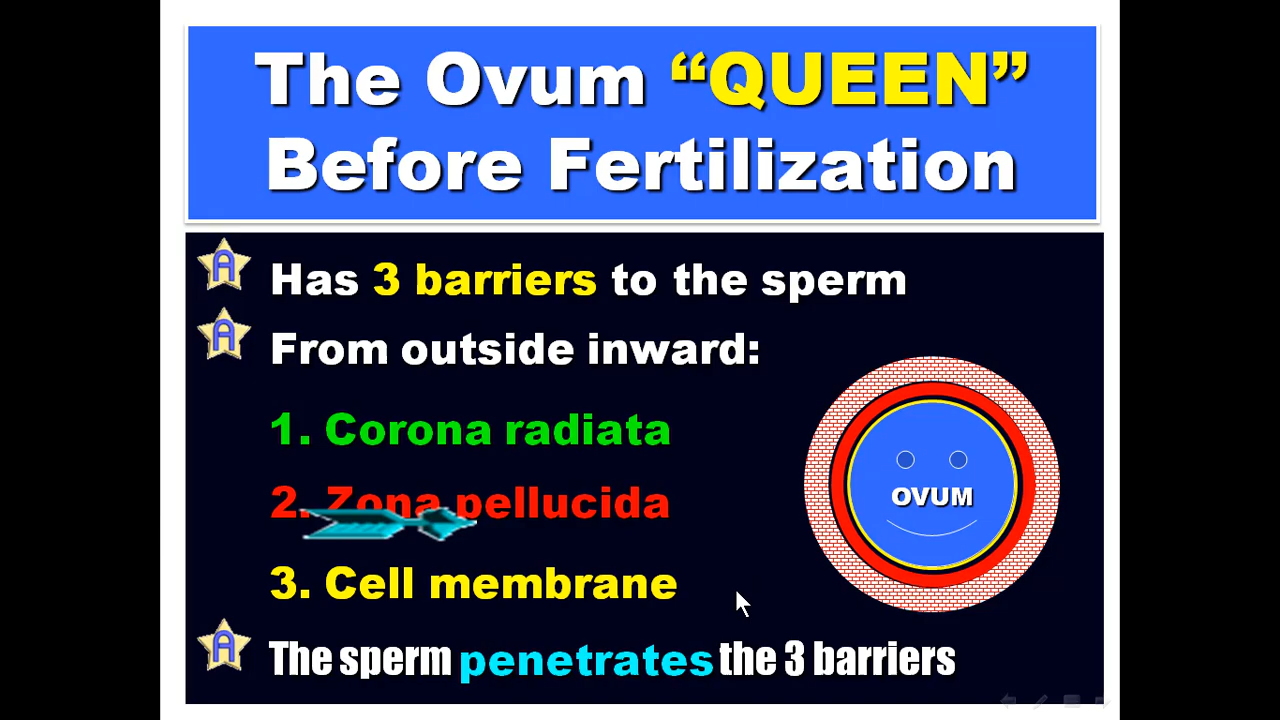 The Ovum “QUEEN”
Before Fertilization
A Has 3 barriers to the sperm
A From outside inward:
1. Corona radiata
2. Zona pellucida
3. Cell membrane
OVUM
A The sperm penetrates the 3 barriers